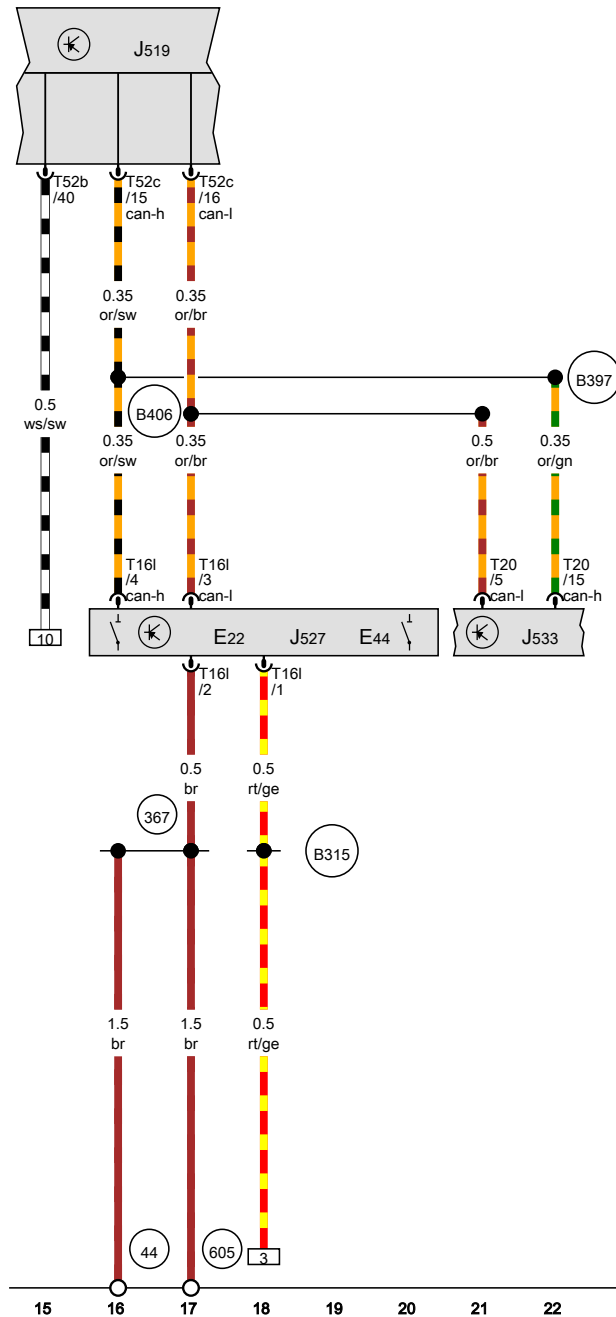 J519
T52b
/40
T52c
/15
can-h
T52c
/16
can-l
0.35
or/sw
0.35
or/br
B397
B406
0.5
ws/sw
0.35
or/sw
0.35
or/br
0.5
or/br
0.35
or/gn
T16l
/4
can-h
T16l
/3
can-l
T20
/5
can-l
T20
/15
can-h
10
E22
J527
E44
J533
T16l
/2
T16l
/1
0.5
br
0.5
rt/ge
367
B315
1.5
br
1.5
br
0.5
rt/ge
44
605
3
15 16 17 18 19 20 21 22